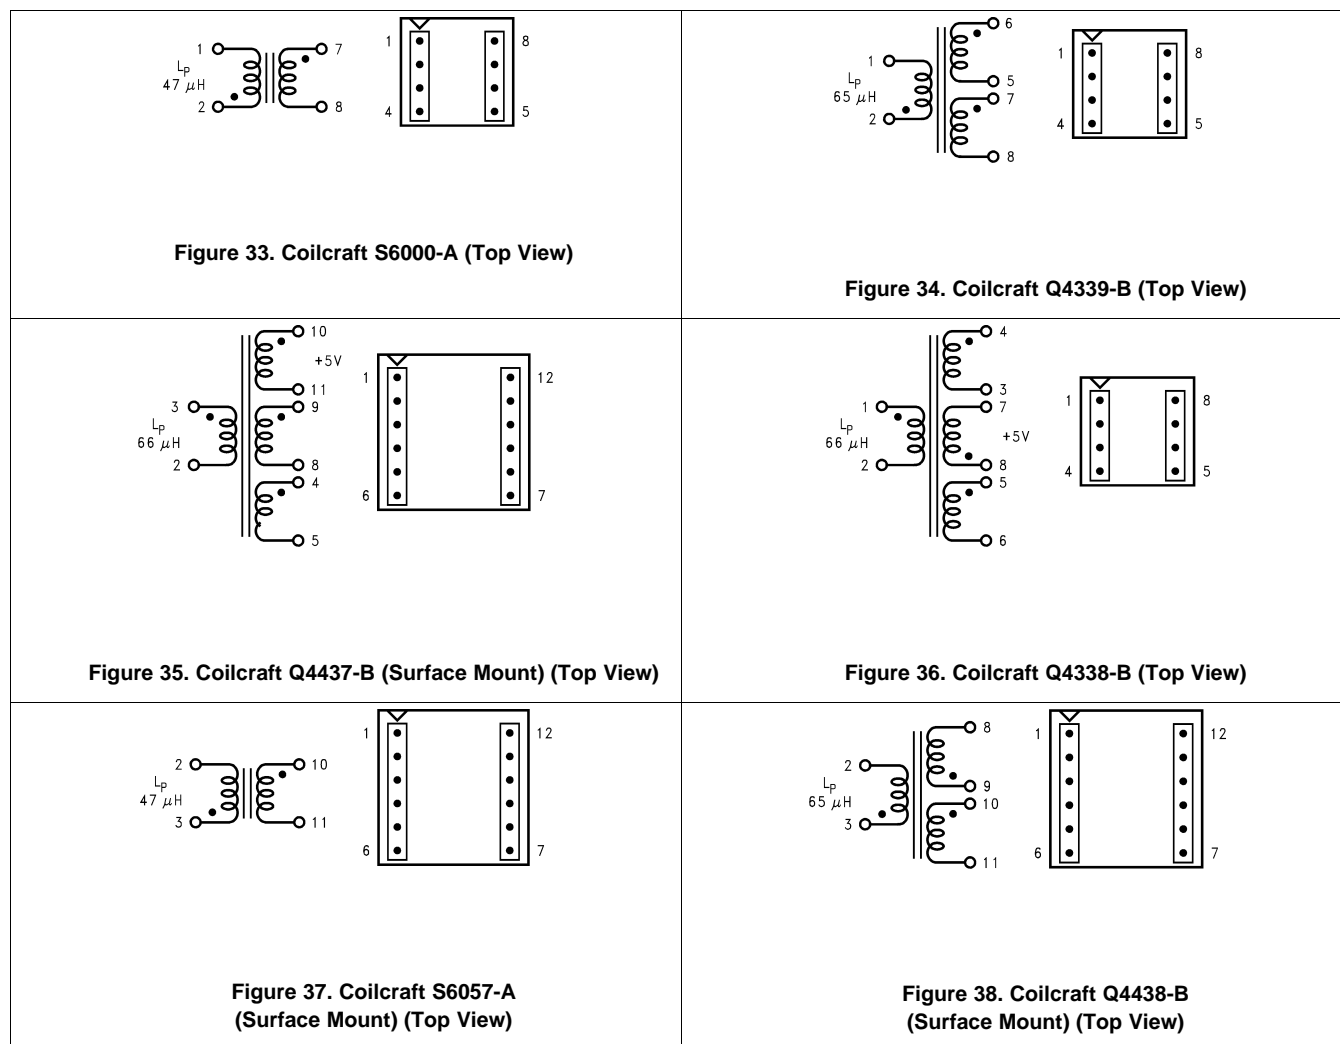 1
7
L_P
47 μH
2
8
1
8
4
5
Figure 33. Coilcraft S6000-A (Top View)
6
1
L_P
65 μH
5
7
2
8
1
8
4
5
Figure 34. Coilcraft Q4339-B (Top View)
10
+5V
11
3
9
L_P
66 μH
2
8
4
5
1
12
6
7
Figure 35. Coilcraft Q4437-B (Surface Mount) (Top View)
4
3
1
7
L_P
66 μH
+5V
2
8
5
6
1
8
4
5
Figure 36. Coilcraft Q4338-B (Top View)
2
10
L_P
47 μH
3
11
1
12
6
7
Figure 37. Coilcraft S6057-A
(Surface Mount) (Top View)
8
2
L_P
65 μH
9
10
3
11
1
12
6
7
Figure 38. Coilcraft Q4438-B
(Surface Mount) (Top View)